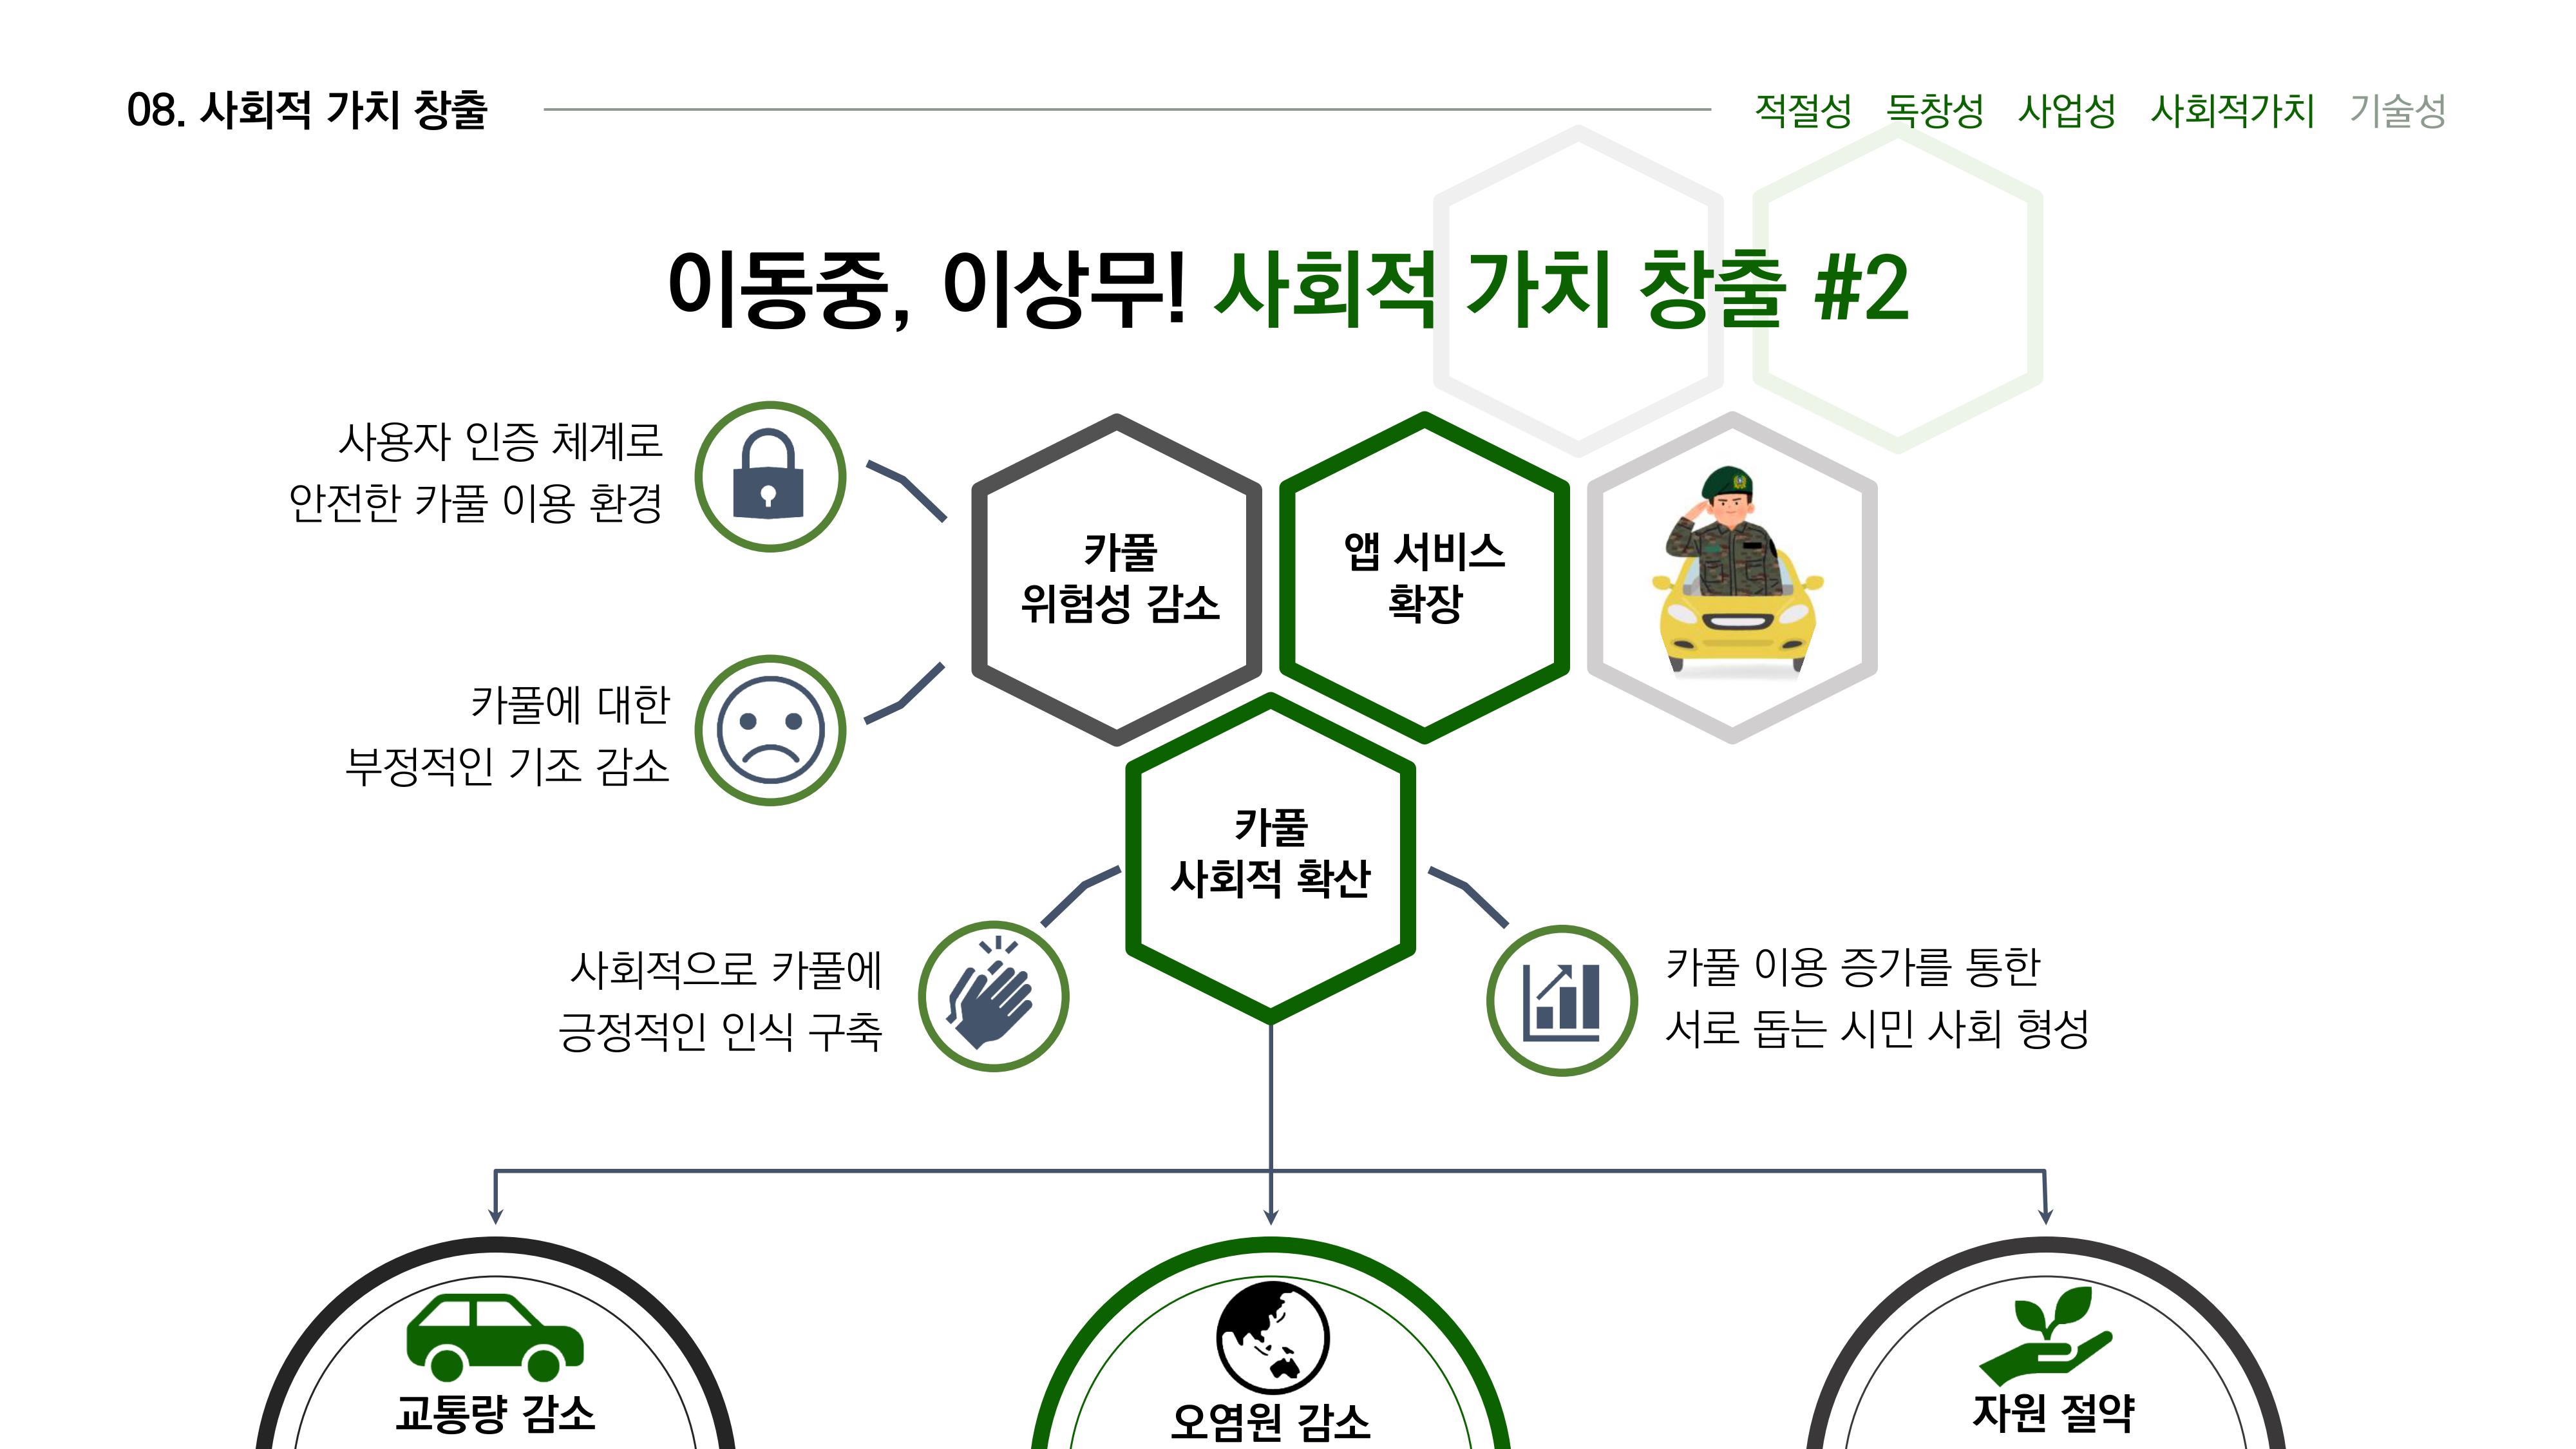 08. 사회적 가치 창출
적절성 독창성 사업성 사회적가치 기술성
이동중, 이상무! 사회적 가치 창출 #2
사용자 인증 체계로
안전한 카풀 이용 환경
카풀
위험성 감소
앱 서비스
확장
카풀에 대한
부정적인 기조 감소
카풀
사회적 확산
사회적으로 카풀에
긍정적인 인식 구축
카풀 이용 증가를 통한
서로 돕는 시민 사회 형성
교통량 감소
오염원 감소
자원 절약